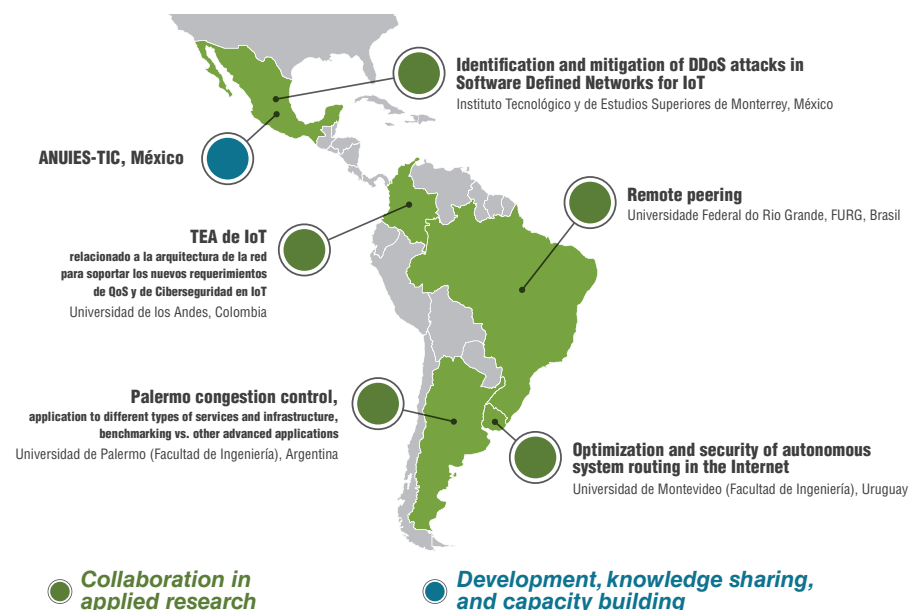 Identification and mitigation of DDoS attacks in
Software Defined Networks for IoT
Instituto Tecnológico y de Estudios Superiores de Monterrey, México
ANUIES-TIC, México
Remote peering
Universidade Federal do Rio Grande, FURG, Brasil
TEA de IoT
relacionado a la arquitectura de la red
para soportar los nuevos requerimientos
de QoS y de Ciberseguridad en IoT
Universidad de los Andes, Colombia
Palermo congestion control,
application to different types of services and infrastructure,
benchmarking vs. other advanced applications
Universidad de Palermo (Facultad de Ingeniería), Argentina
Optimization and security of autonomous
system routing in the Internet
Universidad de Montevideo (Facultad de Ingeniería), Uruguay
Collaboration in
applied research
Development, knowledge sharing,
and capacity building